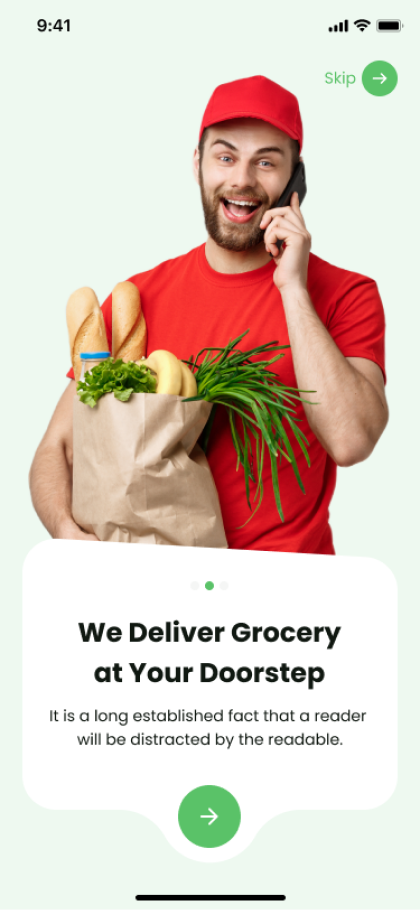 9:41
Skip
We Deliver Grocery
at Your Doorstep
It is a long established fact that a reader
will be distracted by the readable.